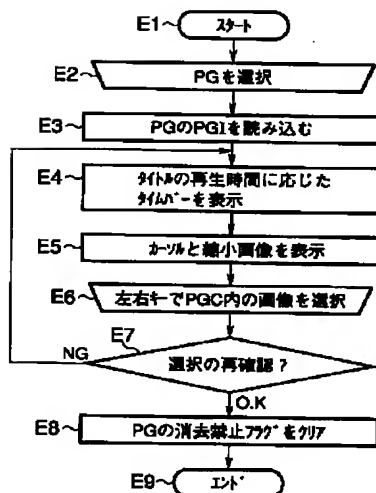 E1 スタート
E2 PGを選択
E3 PGのPGIを読み込む
E4 タイトルの再生時間に応じた
タイムバーを表示
E5 カーソルと縮小画像を表示
E6 左右キーでPGC内の画像を選択
E7
NG 選択の再確認?
O.K
E8 PGの消去禁止フラグをクリア
E9 エンド